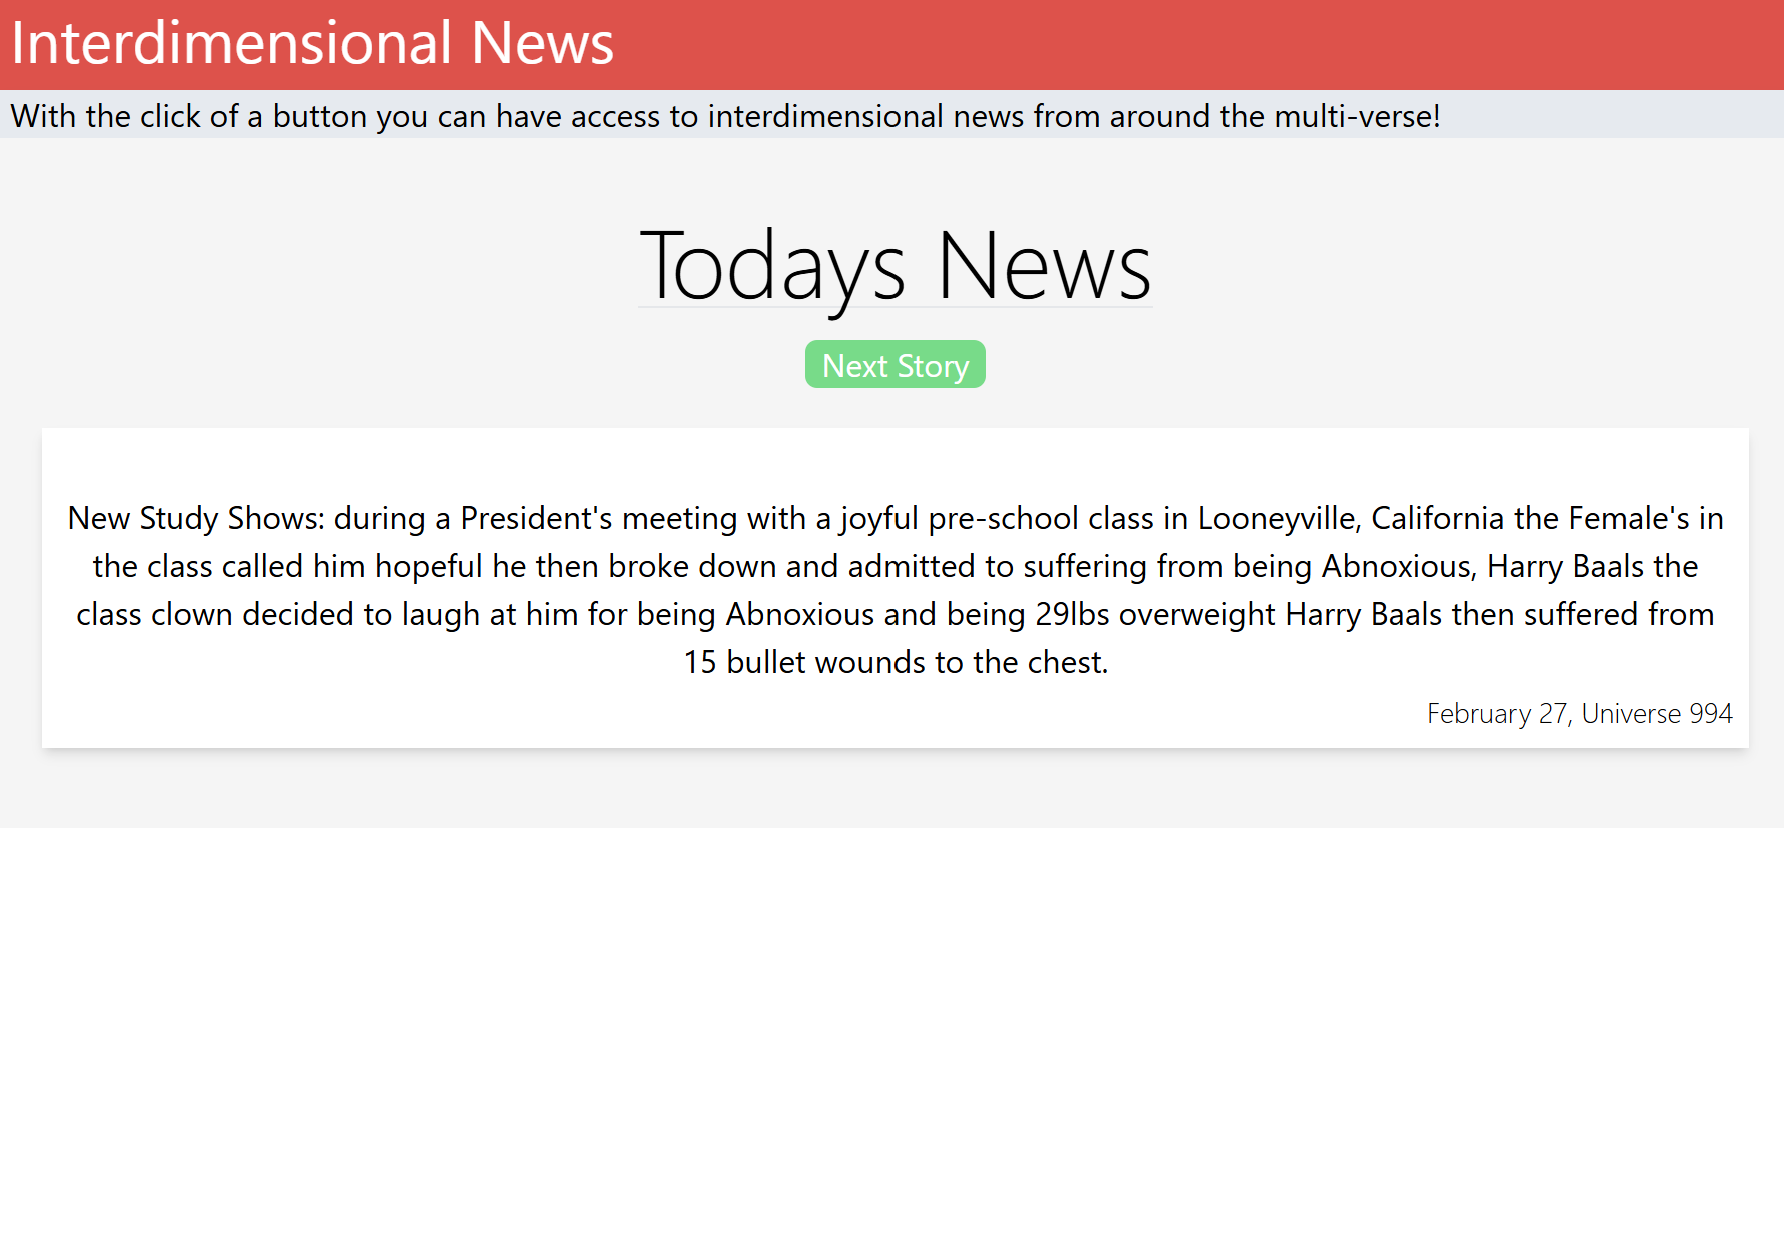 Interdimensional News
With the click of a button you can have access to interdimensional news from around the multi-verse!
Todays News
Next Story
New Study Shows: during a President's meeting with a joyful pre-school class in Looneyville, California the Female's in
the class called him hopeful he then broke down and admitted to suffering from being Abnoxious, Harry Baals the
class clown decided to laugh at him for being Abnoxious and being 29lbs overweight Harry Baals then suffered from
15 bullet wounds to the chest.
February 27, Universe 994